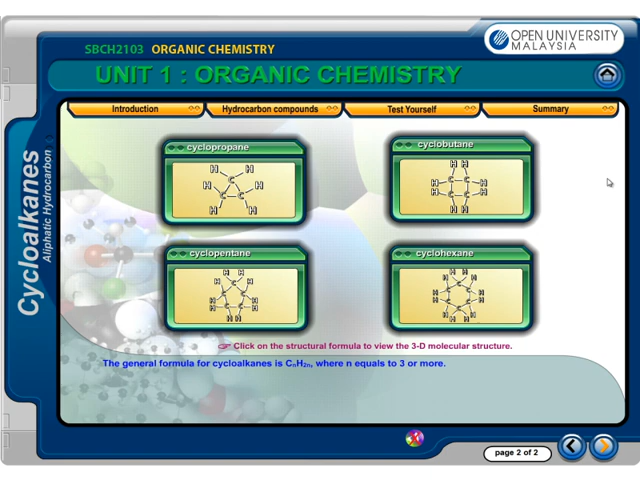 OPEN UNIVERSITY
MALAYSIA
SBCH2103 ORGANIC CHEMISTRY
UNIT 1 : ORGANIC CHEMISTRY
Introduction
Hydrocarbon compounds
Test Yourself
Summary
Cycloalkanes
Aliphatic Hydrocarbon
cyclopropane
H H
H C H
C C
H H
cyclobutane
H H
H C C H
H C C H
H H
cyclopentane
H H
H C H
H C C H
H C C H
H H
cyclohexane
H H
H C H
H C C H
H C C H
H C H
H H
Click on the structural formula to view the 3-D molecular structure.
The general formula for cycloalkanes is CₙH₂ₙ, where n equals to 3 or more.
page 2 of 2